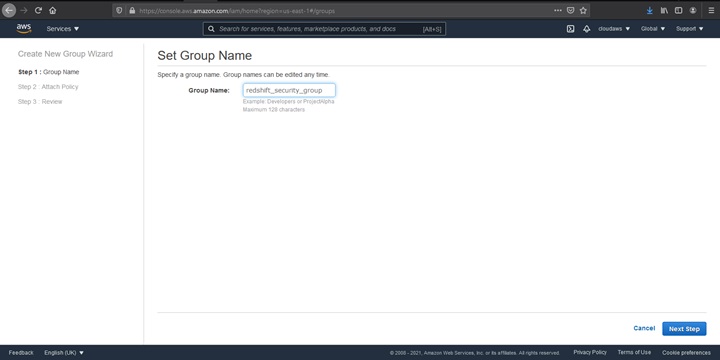 https://console.aws.amazon.com/iam/home?region=us-east-1#/groups
aws
Services
Search for services, features, marketplace products, and docs
[Alt+S]
cloudaws
Global
Support
Create New Group Wizard
Step 1 : Group Name
Step 2 : Attach Policy
Step 3 : Review
Set Group Name
Specify a group name. Group names can be edited any time.
Group Name:
redshift_security_group
Example: Developers or ProjectAlpha
Maximum 128 characters
Cancel
Next Step
Feedback
English (UK)
© 2008 - 2021, Amazon Web Services, Inc. or its affiliates. All rights reserved.
Privacy Policy
Terms of Use
Cookie preferences